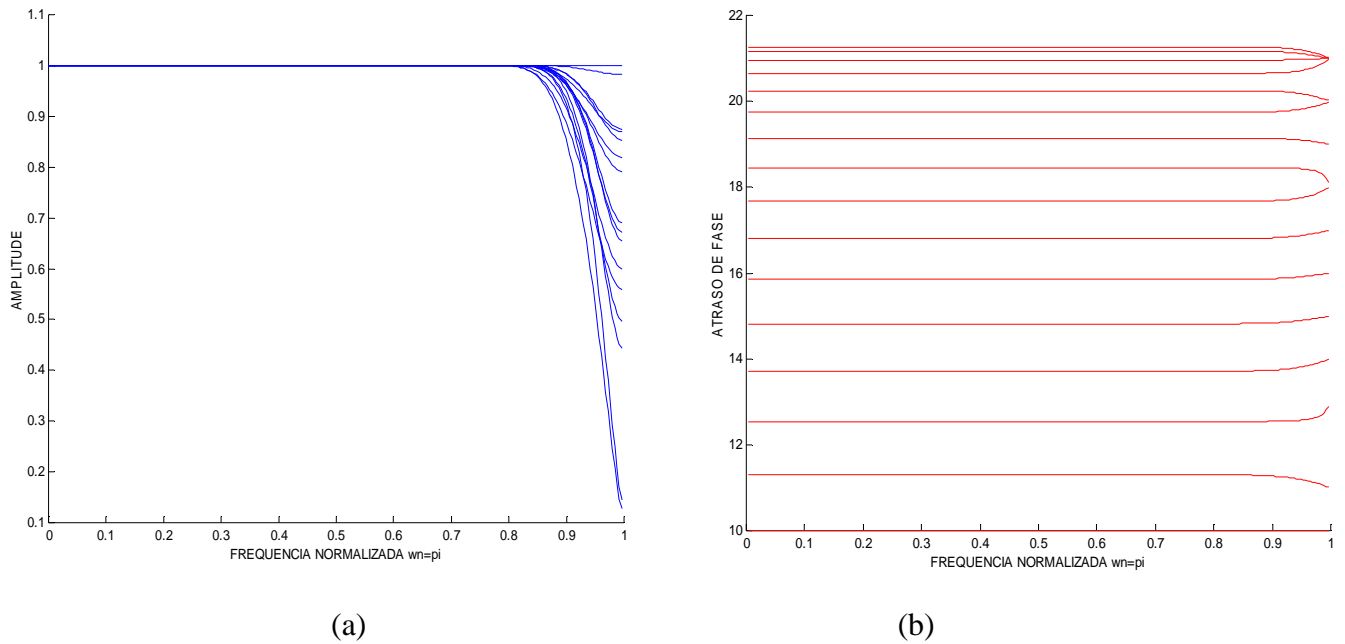 1.1
1
0.9
0.8
0.7
0.6
0.5
0.4
0.3
0.2
0.1
AMPLITUDE
0 0.1 0.2 0.3 0.4 0.5 0.6 0.7 0.8 0.9 1
FREQUENCIA NORMALIZADA wn=pi
(a)
22
20
18
16
14
12
10
ATRASO DE FASE
0 0.1 0.2 0.3 0.4 0.5 0.6 0.7 0.8 0.9 1
FREQUENCIA NORMALIZADA wn=pi
(b)